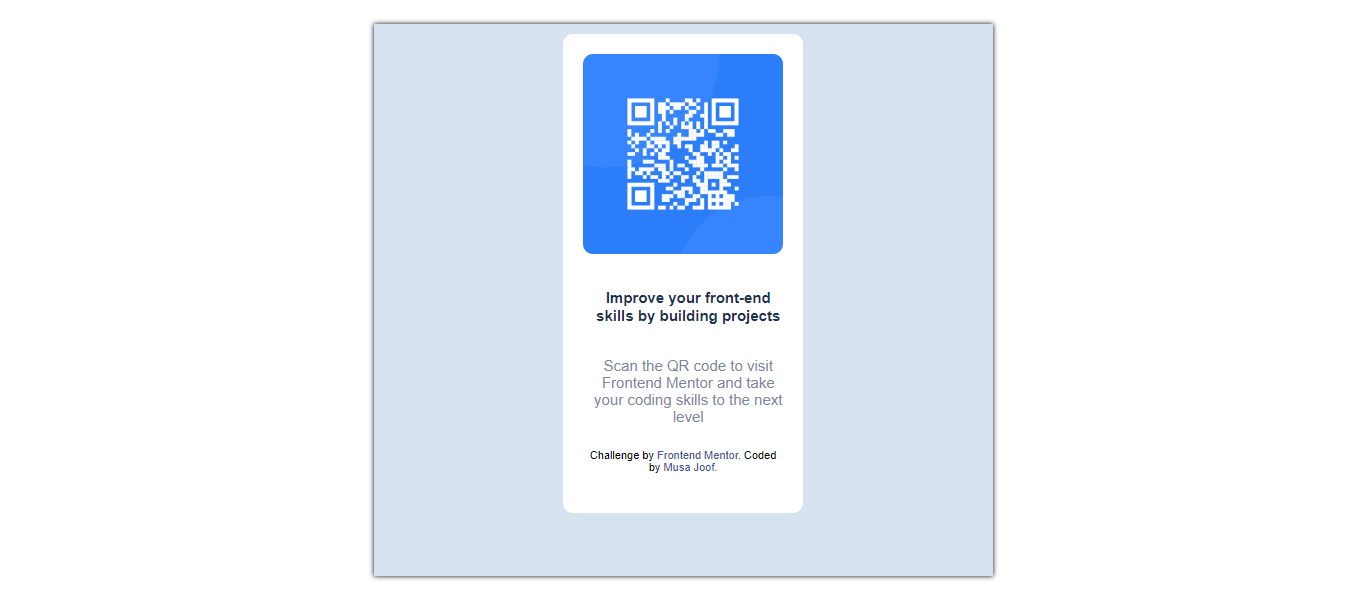 Improve your front-end
skills by building projects
Scan the QR code to visit
Frontend Mentor and take
your coding skills to the next
level
Challenge by Frontend Mentor. Coded
by Musa Joof.